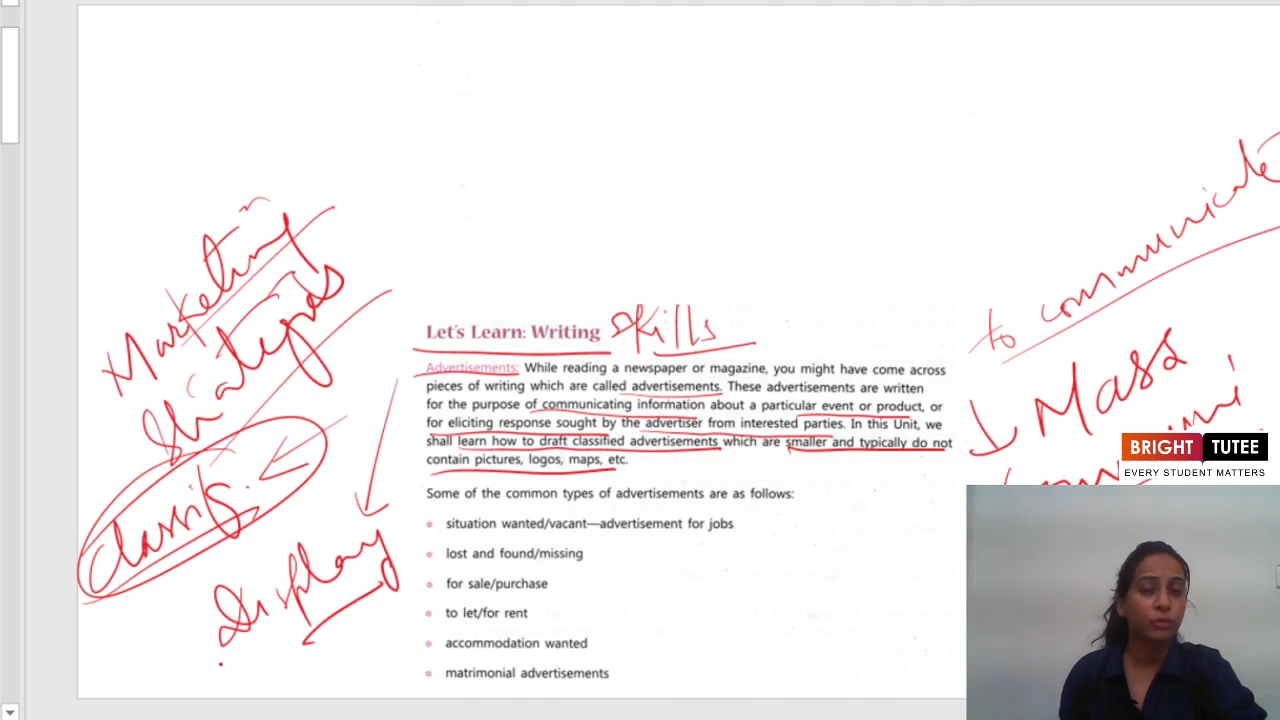 to communicate
Marketing
Let's Learn: Writing skills
Advertisements: While reading a newspaper or magazine, you might have come across
pieces of writing which are called advertisements. These advertisements are written
for the purpose of communicating information about a particular event or product, or
for eliciting response sought by the advertiser from interested parties. In this Unit, we
shall learn how to draft classified advertisements which are smaller and typically do not
contain pictures, logos, maps, etc.
Mass
BRIGHT TUTEE
EVERY STUDENT MATTERS
Some of the common types of advertisements are as follows:
• situation wanted/vacant—advertisement for jobs
• lost and found/missing
• for sale/purchase
• to let/for rent
• accommodation wanted
• matrimonial advertisements
Classif.
Display